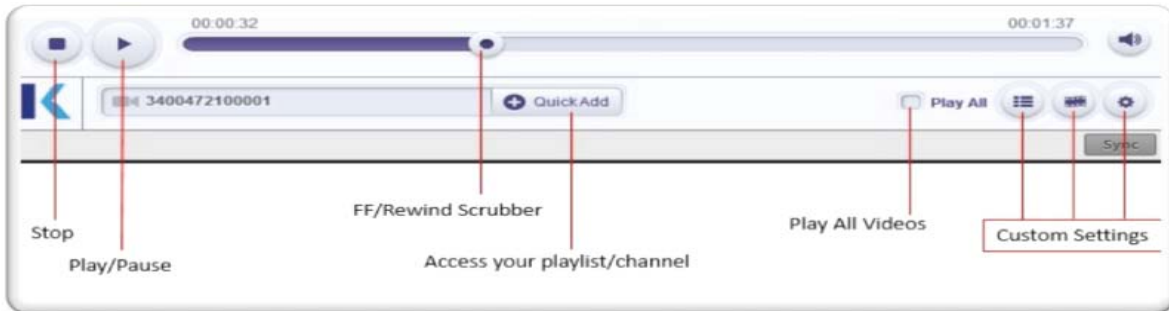 00:00:32 00:01:37
3400472100001 QuickAdd Play All
Sync
FF/Rewind Scrubber
Play All Videos
Stop Custom Settings
Play/Pause Access your playlist/channel